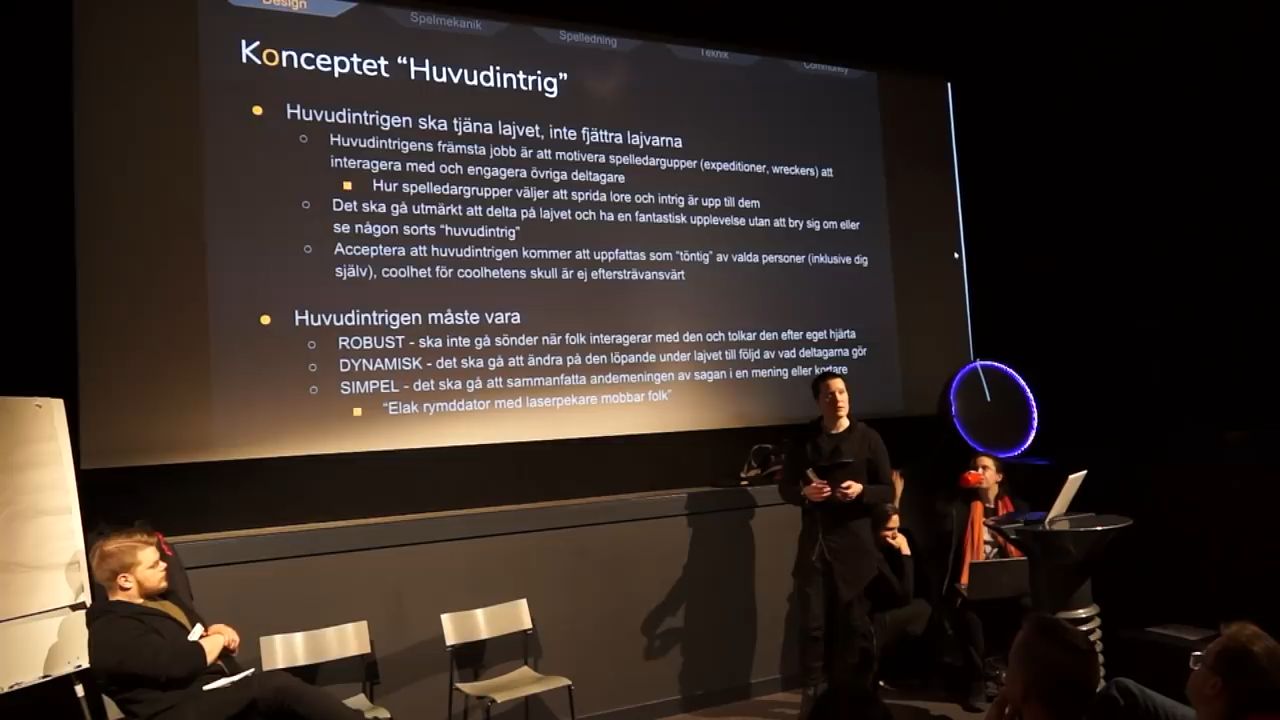 Design
Spelmekanik
Spelledning
Teknik
Community
Konceptet “Huvudintrig”
Huvudintrigen ska tjäna lajvet, inte fjättra lajvarna
Huvudintrigens främsta jobb är att motivera spelledargupper (expeditioner, wreckers) att
interagera med och engagera övriga deltagare
Hur spelledargrupper väljer att sprida lore och intrig är upp till dem
Det ska gå utmärkt att delta på lajvet och ha en fantastisk upplevelse utan att bry sig om eller
se någon sorts “huvudintrig”
Acceptera att huvudintrigen kommer att uppfattas som “töntig” av valda personer (inklusive dig
själv), coolhet för coolhetens skull är ej eftersträvansvärt
Huvudintrigen måste vara
ROBUST - ska inte gå sönder när folk interagerar med den och tolkar den efter eget hjärta
DYNAMISK - det ska gå att ändra på den löpande under lajvet till följd av vad deltagarna gör
SIMPEL - det ska gå att sammanfatta andemeningen av sagan i en mening eller kortare
“Elak rymddator med laserpekare mobbar folk”